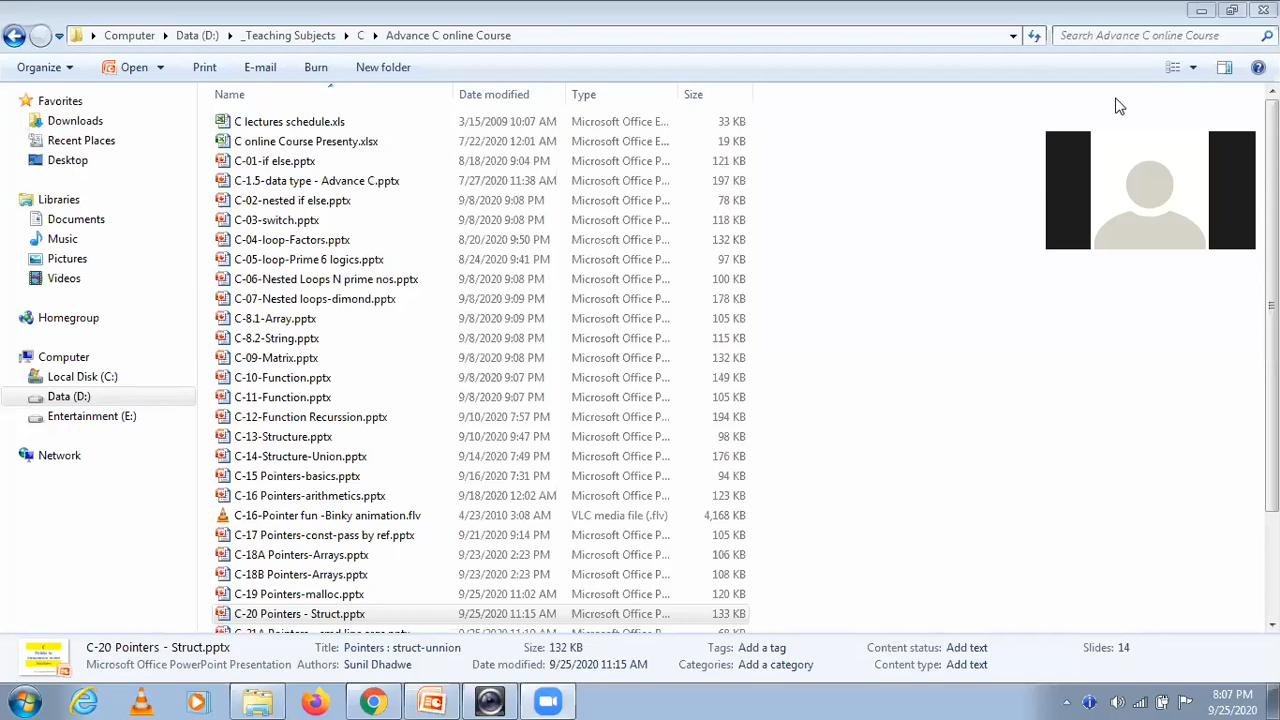 Computer Data (D:) _Teaching Subjects C Advance C online Course Search Advance C online Course
Organize Open Print E-mail Burn New folder
Name Date modified Type Size
Favorites
Downloads
Recent Places
Desktop
Libraries
Documents
Music
Pictures
Videos
Homegroup
Computer
Local Disk (C:)
Data (D:)
Entertainment (E:)
Network
C lectures schedule.xls 3/15/2009 10:07 AM Microsoft Office E... 33 KB
C online Course Presenty.xlsx 7/22/2020 12:01 AM Microsoft Office E... 19 KB
C-01-if else.pptx 8/18/2020 9:04 PM Microsoft Office P... 121 KB
C-1.5-data type - Advance C.pptx 7/27/2020 11:38 AM Microsoft Office P... 197 KB
C-02-nested if else.pptx 9/8/2020 9:08 PM Microsoft Office P... 78 KB
C-03-switch.pptx 9/8/2020 9:08 PM Microsoft Office P... 118 KB
C-04-loop-Factors.pptx 8/20/2020 9:50 PM Microsoft Office P... 132 KB
C-05-loop-Prime 6 logics.pptx 8/24/2020 9:41 PM Microsoft Office P... 97 KB
C-06-Nested Loops N prime nos.pptx 9/8/2020 9:08 PM Microsoft Office P... 100 KB
C-07-Nested loops-dimond.pptx 9/8/2020 9:09 PM Microsoft Office P... 178 KB
C-8.1-Array.pptx 9/8/2020 9:09 PM Microsoft Office P... 105 KB
C-8.2-String.pptx 9/8/2020 9:08 PM Microsoft Office P... 115 KB
C-09-Matrix.pptx 9/8/2020 9:08 PM Microsoft Office P... 132 KB
C-10-Function.pptx 9/8/2020 9:07 PM Microsoft Office P... 149 KB
C-11-Function.pptx 9/8/2020 9:07 PM Microsoft Office P... 105 KB
C-12-Function Recurssion.pptx 9/10/2020 7:57 PM Microsoft Office P... 194 KB
C-13-Structure.pptx 9/10/2020 9:47 PM Microsoft Office P... 98 KB
C-14-Structure-Union.pptx 9/14/2020 7:49 PM Microsoft Office P... 176 KB
C-15 Pointers-basics.pptx 9/16/2020 7:31 PM Microsoft Office P... 94 KB
C-16 Pointers-arithmetics.pptx 9/18/2020 12:02 AM Microsoft Office P... 123 KB
C-16-Pointer fun -Binky animation.flv 4/23/2010 3:08 AM VLC media file (.flv) 4,168 KB
C-17 Pointers-const-pass by ref.pptx 9/21/2020 9:14 PM Microsoft Office P... 105 KB
C-18A Pointers-Arrays.pptx 9/23/2020 2:23 PM Microsoft Office P... 106 KB
C-18B Pointers-Arrays.pptx 9/23/2020 2:23 PM Microsoft Office P... 108 KB
C-19 Pointers-malloc.pptx 9/25/2020 11:02 AM Microsoft Office P... 120 KB
C-20 Pointers - Struct.pptx 9/25/2020 11:15 AM Microsoft Office P... 133 KB
C-20 Pointers - Struct.pptx Title: Pointers : struct-unnion Size: 132 KB Tags: Add a tag Content status: Add text Slides: 14
Microsoft Office PowerPoint Presentation Authors: Sunil Dhadwe Date modified: 9/25/2020 11:15 AM Categories: Add a category Content type: Add text
8:07 PM
9/25/2020